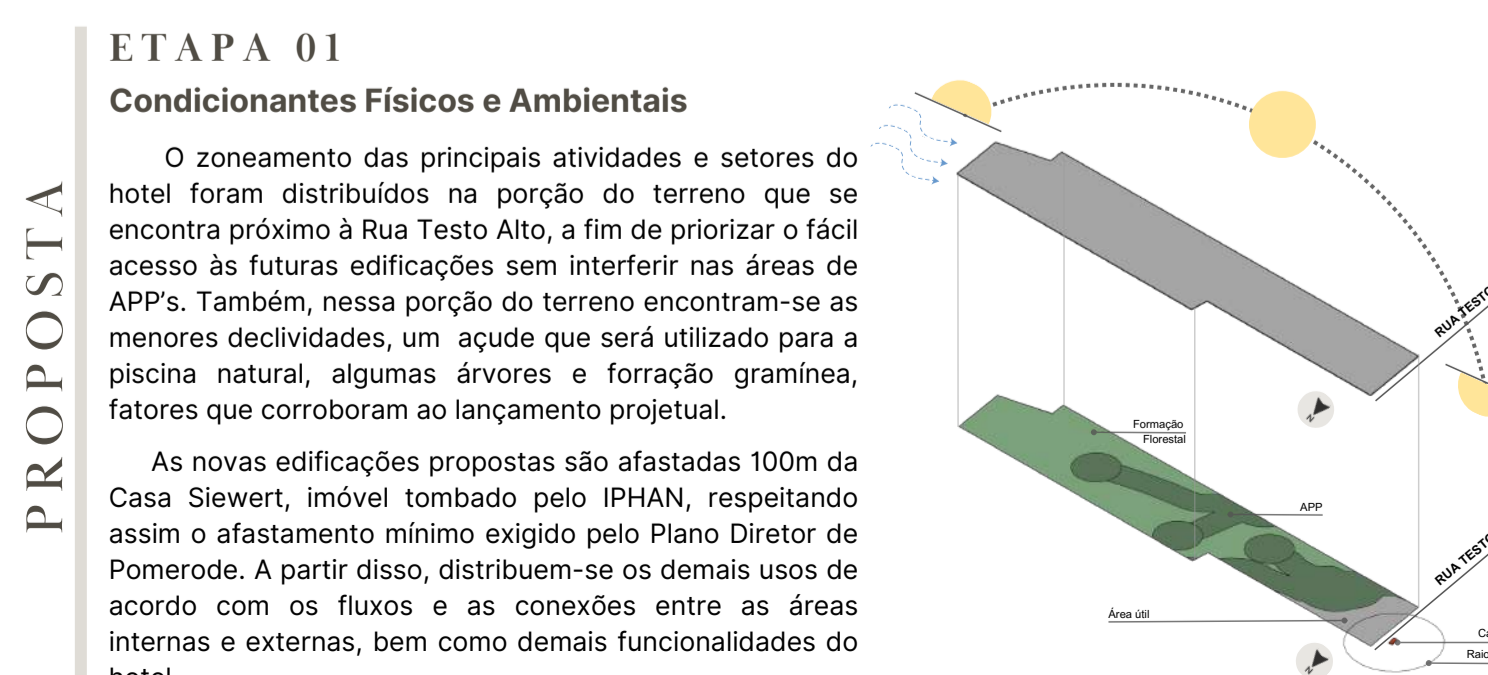 PROPOSTA
ETAPA 01
Condicionantes Físicos e Ambientais
O zoneamento das principais atividades e setores do
hotel foram distribuídos na porção do terreno que se
encontra próximo à Rua Testo Alto, a fim de priorizar o fácil
acesso às futuras edificações sem interferir nas áreas de
APP's. Também, nessa porção do terreno encontram-se as
menores declividades, um açude que será utilizado para a
piscina natural, algumas árvores e forração gramínea,
fatores que corroboram ao lançamento projetual.
As novas edificações propostas são afastadas 100m da
Casa Siewert, imóvel tombado pelo IPHAN, respeitando
assim o afastamento mínimo exigido pelo Plano Diretor de
Pomerode. A partir disso, distribuem-se os demais usos de
acordo com os fluxos e as conexões entre as áreas
internas e externas, bem como demais funcionalidades do
RUA TESTO
N
Formação
Florestal
APP
RUA TESTO
Área útil
N